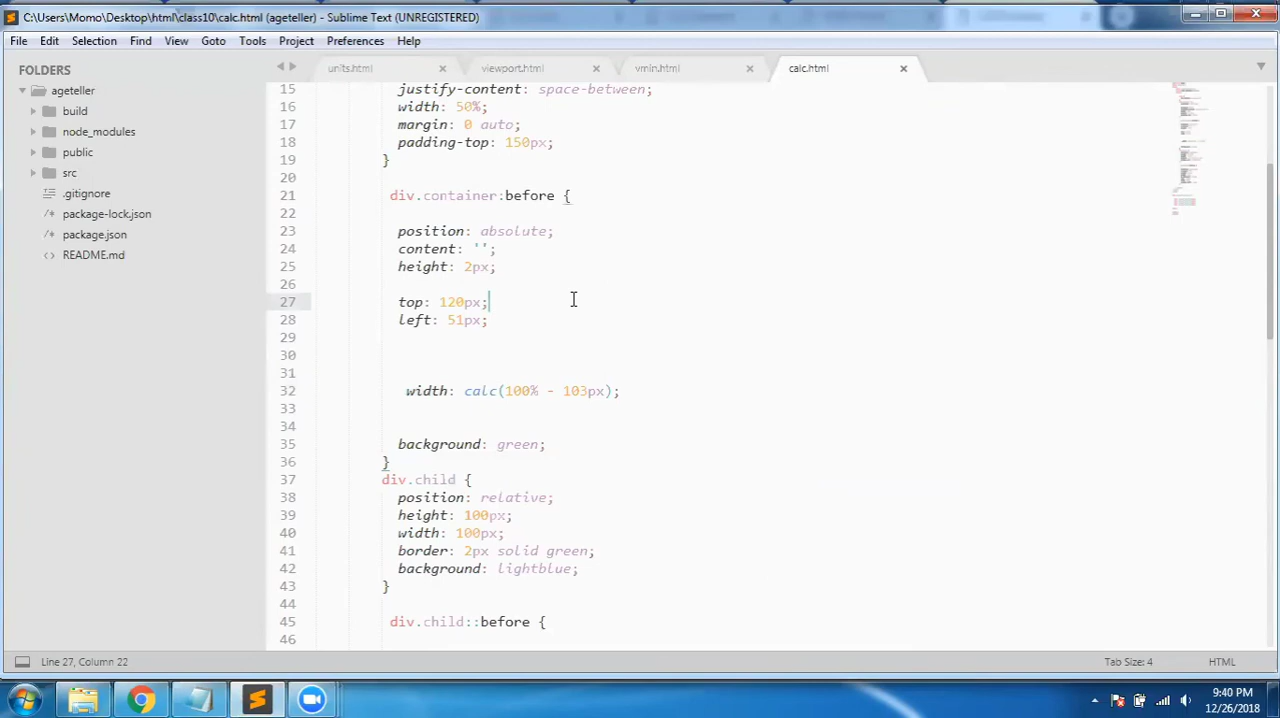 C:\Users\Momo\Desktop\html\class10\calc.html (ageteller) - Sublime Text (UNREGISTERED)
File Edit Selection Find View Goto Tools Project Preferences Help
FOLDERS
ageteller
build
node_modules
public
src
.gitignore
package-lock.json
package.json
README.md
units.html viewport.html vmin.html calc.html
15 justify-content: space-between;
16 width: 50%;
17 margin: 0 auto;
18 padding-top: 150px;
19 }
20
21 div.container:before {
22
23 position: absolute;
24 content: '';
25 height: 2px;
26
27 top: 120px;
28 left: 51px;
29
30
31
32 width: calc(100% - 103px);
33
34
35 background: green;
36 }
37 div.child {
38 position: relative;
39 height: 100px;
40 width: 100px;
41 border: 2px solid green;
42 background: lightblue;
43 }
44
45 div.child::before {
46
Line 27, Column 22 Tab Size: 4 HTML
9:40 PM
12/26/2018